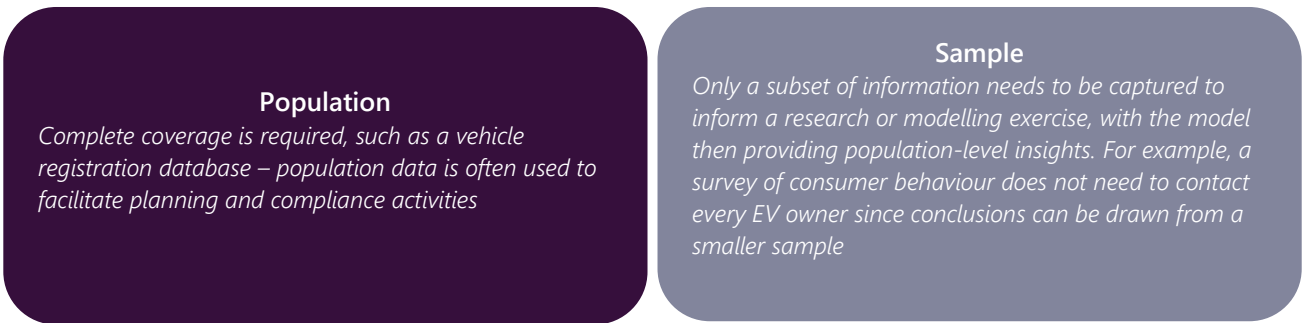 Population
Complete coverage is required, such as a vehicle
registration database – population data is often used to
facilitate planning and compliance activities
Sample
Only a subset of information needs to be captured to
inform a research or modelling exercise, with the model
then providing population-level insights. For example, a
survey of consumer behaviour does not need to contact
every EV owner since conclusions can be drawn from a
smaller sample